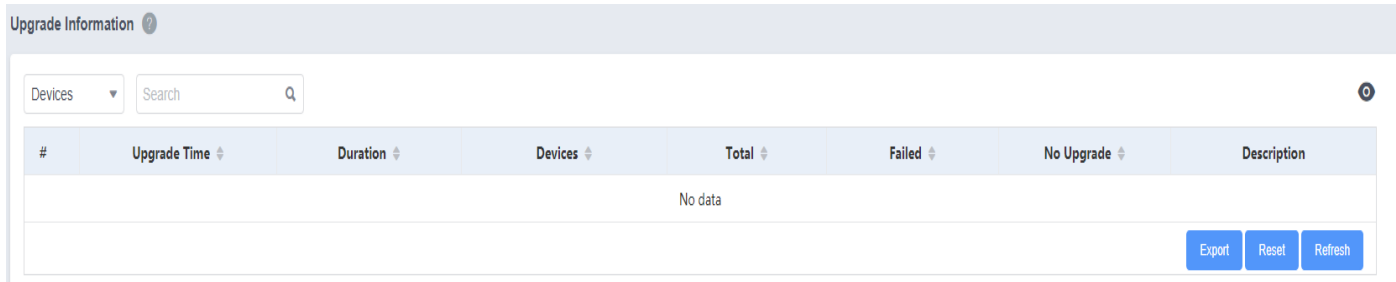 Upgrade Information ?
Devices Search
# Upgrade Time Duration Devices Total Failed No Upgrade Description
No data
Export Reset Refresh